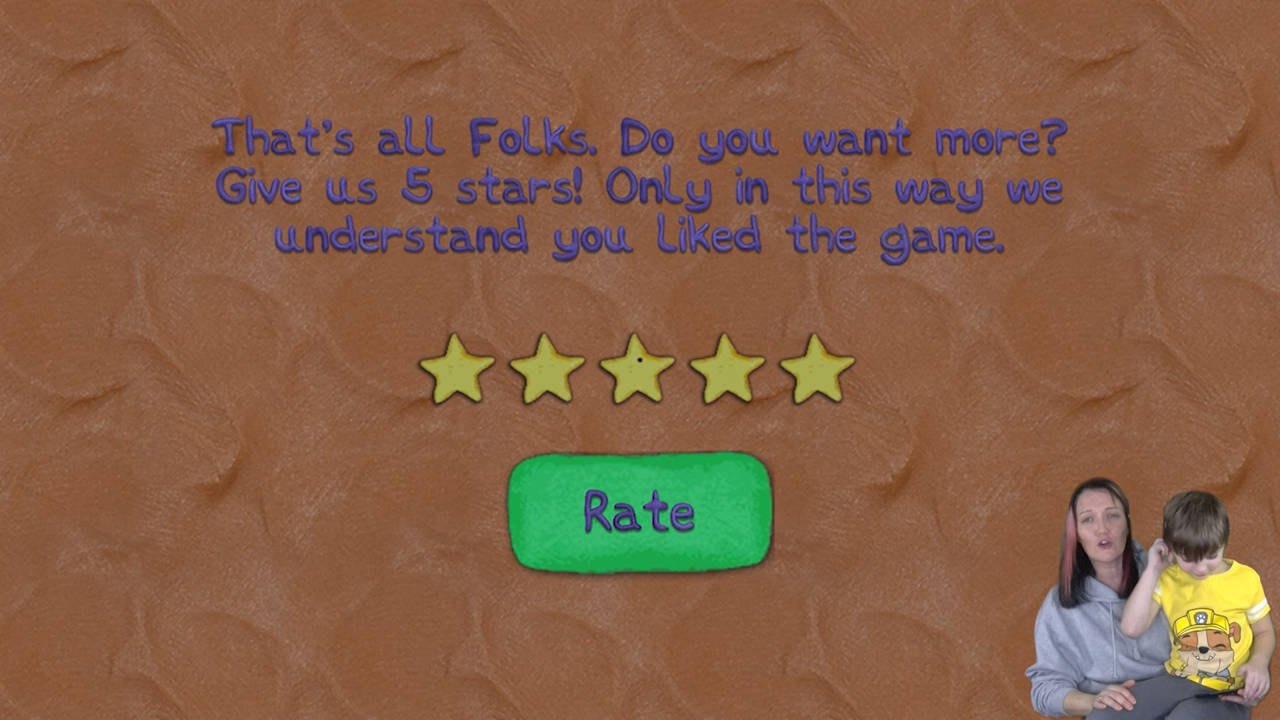 That's all Folks. Do you want more?
Give us 5 stars! Only in this way we
understand you liked the game.
Rate